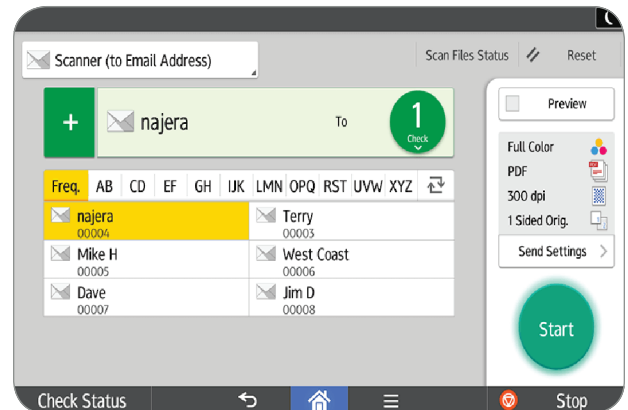 Scanner (to Email Address)
Scan Files Status
Reset
+
najera
To
1
Check
Preview
Full Color
PDF
300 dpi
1 Sided Orig.
Send Settings >
Freq. AB CD EF GH IJK LMN OPQ RST UVW XYZ
najera
00004
Terry
00003
Mike H
00005
West Coast
00006
Dave
00007
Jim D
00008
Start
Check Status
Stop